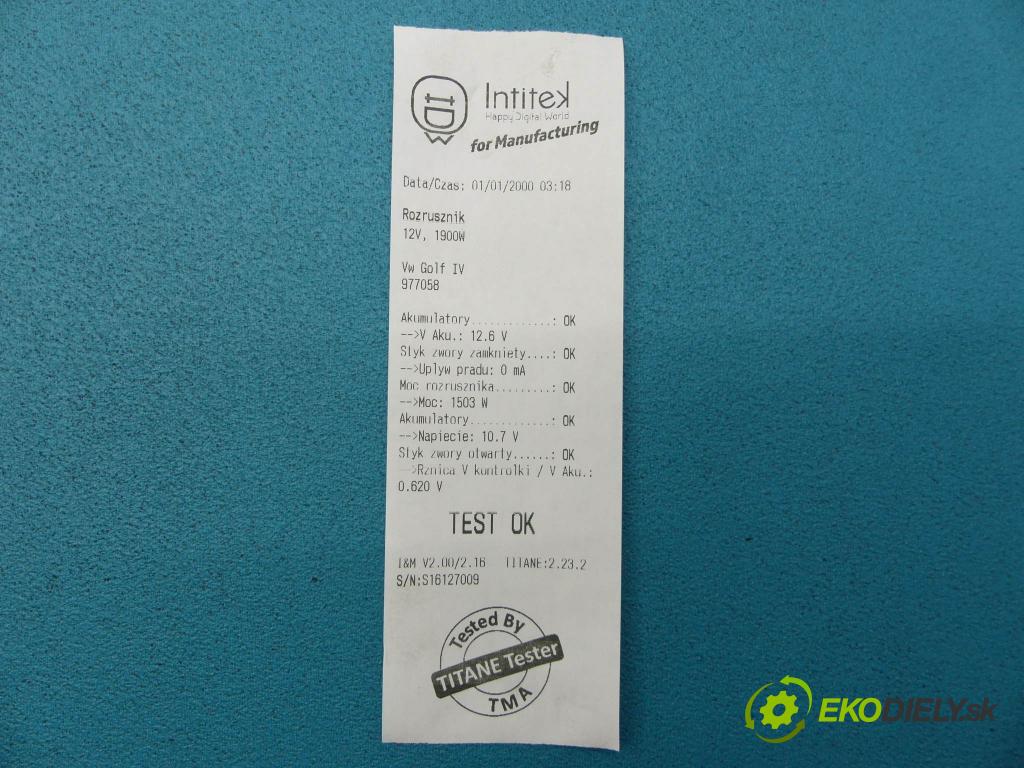 Intitek
Happy Digital World
for Manufacturing
Data/Czas: 01/01/2000 03:18
Rozrusznik
12V, 1900W
Vw Golf IV
977058
Akumulatory.............: OK
-->V Aku.: 12.6 V
Styk zwory zamkniety....: OK
-->Uplyw pradu: 0 mA
Moc rozrusznika.........: OK
-->Moc: 1503 W
Akumulatory.............: OK
-->Napiecie: 10.7 V
Styk zwory otwarty......: OK
-->Rznica V kontrolki / V Aku.:
0.620 V
TEST OK
I&M V2.00/2.16 TITANE:2.23.2
S/N:S16127009
Tested By
TITANE Tester
TMA
EKODIELY.sk